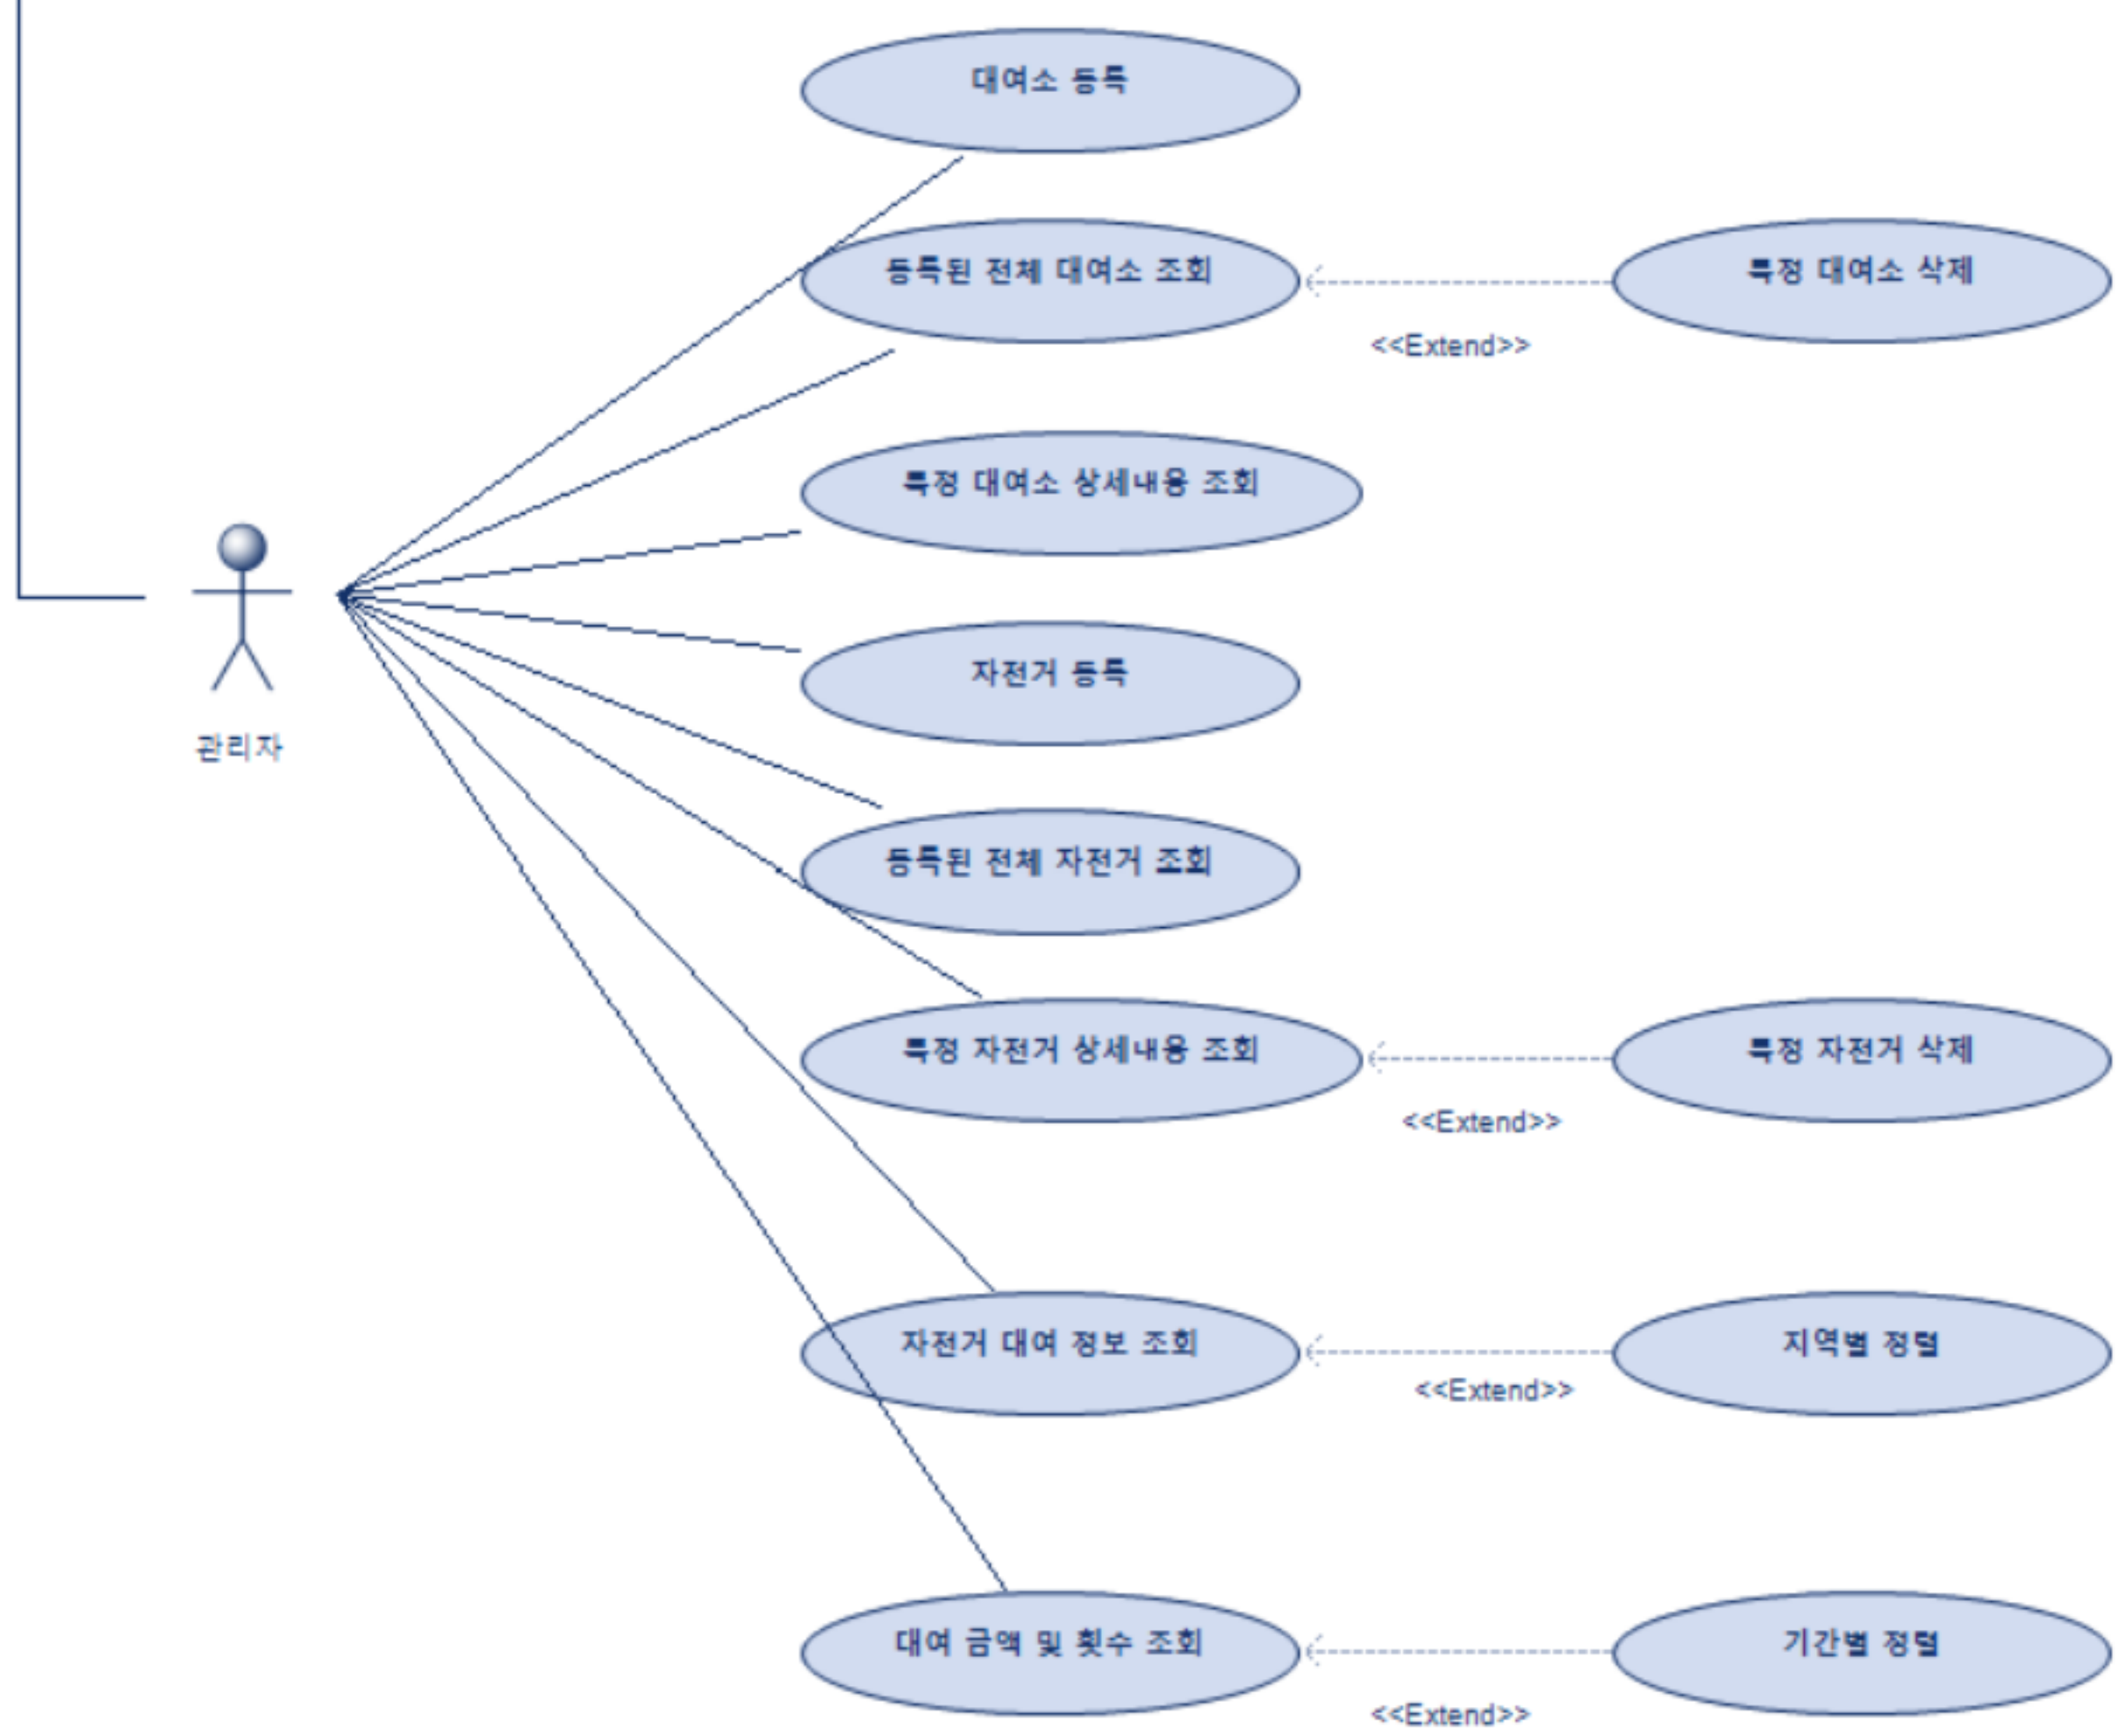 대여소 등록
등록된 전체 대여소 조회
특정 대여소 삭제
<<Extend>>
특정 대여소 상세내용 조회
자전거 등록
관리자
등록된 전체 자전거 조회
특정 자전거 상세내용 조회
특정 자전거 삭제
<<Extend>>
자전거 대여 정보 조회
지역별 정렬
<<Extend>>
대여 금액 및 횟수 조회
기간별 정렬
<<Extend>>